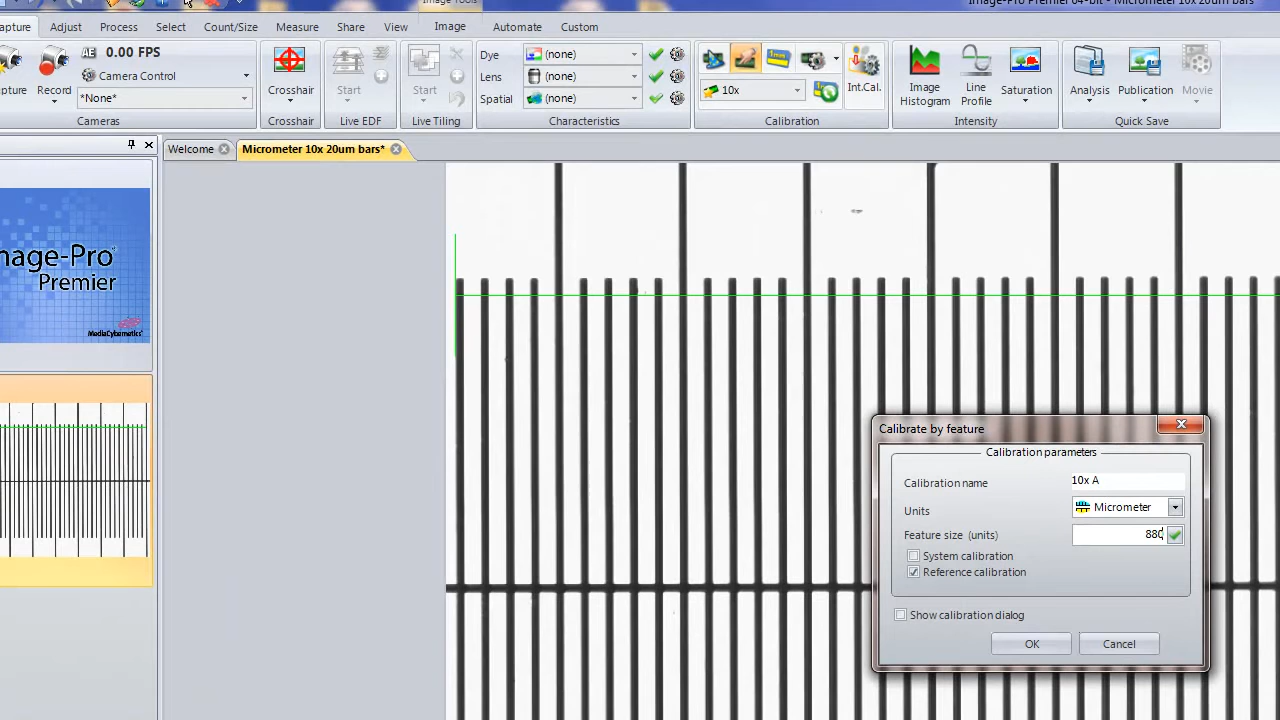 Image Tools
Image-Pro Premier 64-bit - Micrometer 10x 20um bars
apture Adjust Process Select Count/Size Measure Share View Image Automate Custom
apture
Record
0.00 FPS
Camera Control
*None>
Cameras
Crosshair
Crosshair
Start
Live EDF
Start
Live Tiling
Dye (none)
Lens (none)
Spatial (none)
Characteristics
10x
Int.Cal.
Calibration
Image Histogram
Line Profile
Saturation
Intensity
Analysis
Publication
Movie
Quick Save
Welcome
Micrometer 10x 20um bars*
mage-Pro
Premier
MediaCybernetics
Calibrate by feature
Calibration parameters
Calibration name 10x A
Units Micrometer
Feature size (units) 880
System calibration
Reference calibration
Show calibration dialog
OK Cancel